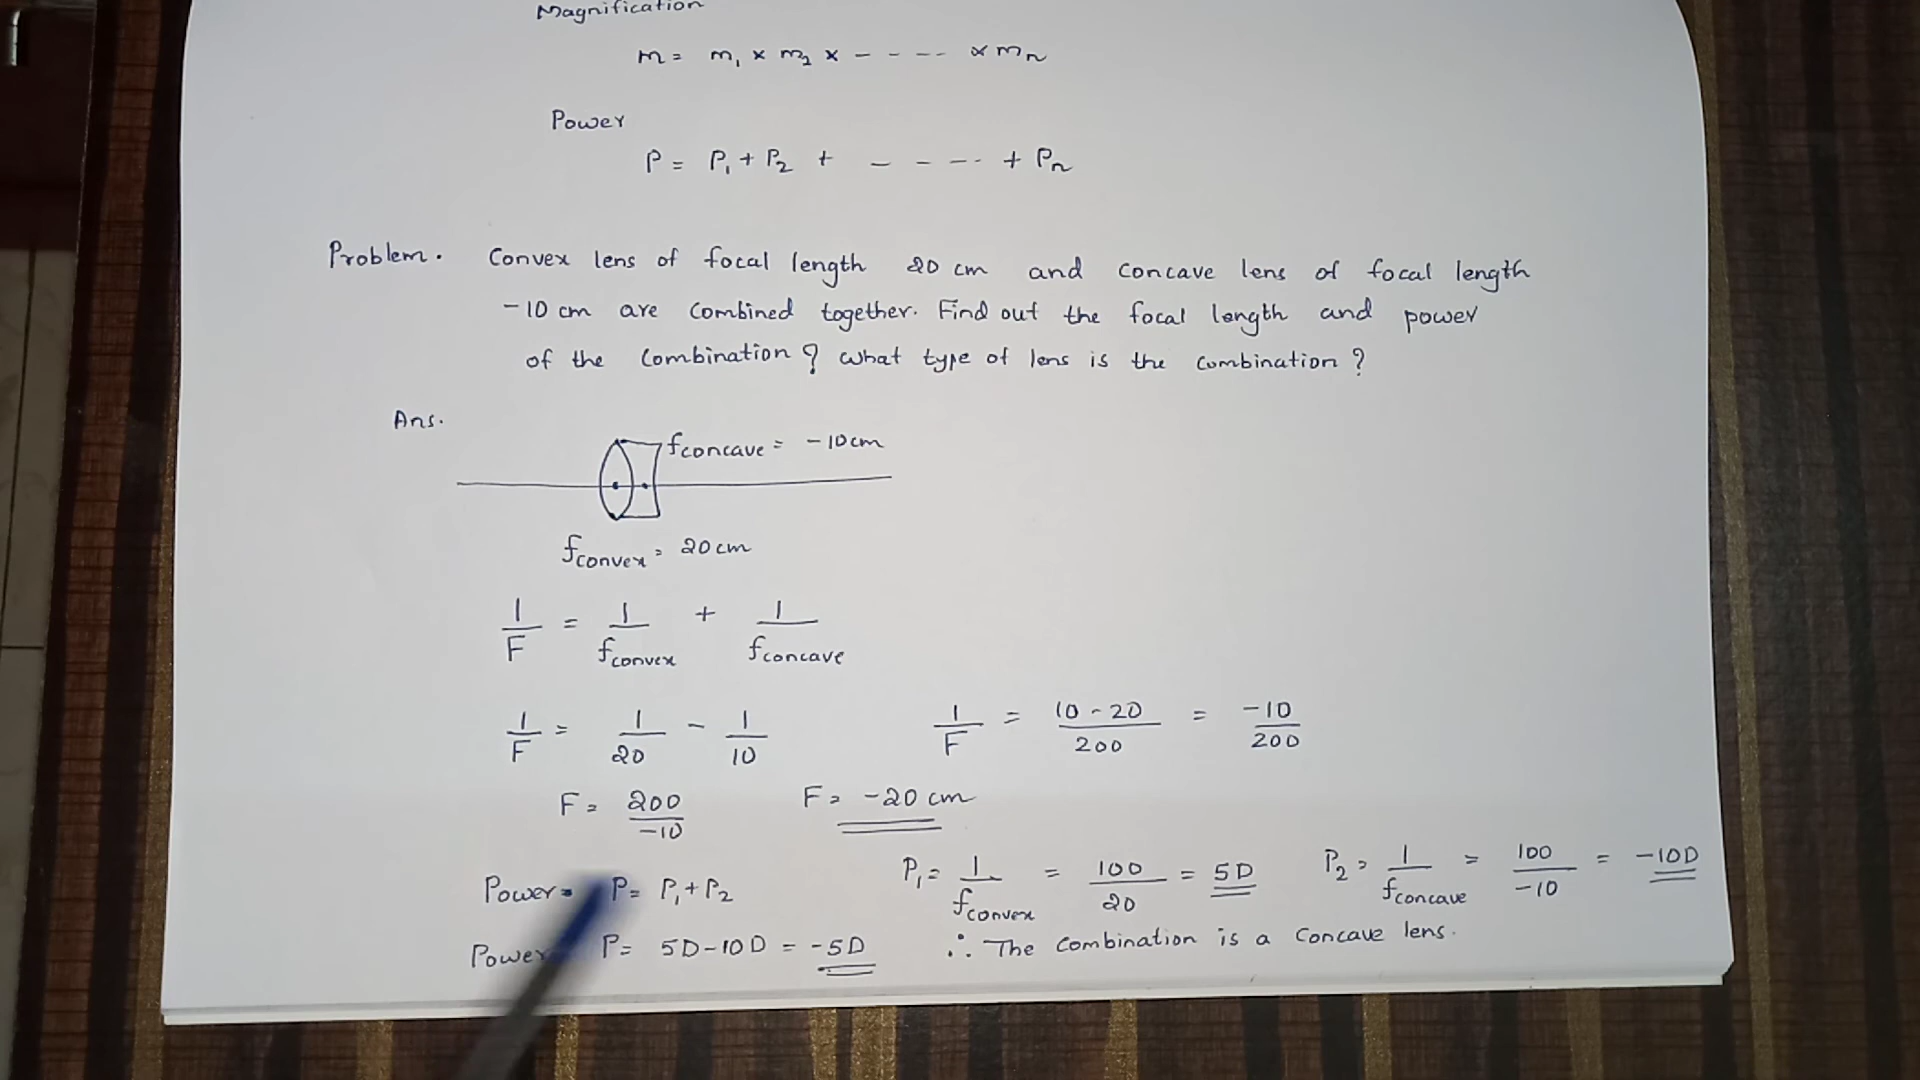 Magnification
m = m₁ × m₂ × - - - - - × mₙ
Power
P = P₁ + P₂ + - - - - - + Pₙ
Problem. Convex lens of focal length 20 cm and concave lens of focal length
-10 cm are combined together. Find out the focal length and power
of the combination? What type of lens is the combination?
Ans.
fconcave = -10cm
fconvex = 20cm
1/F = 1/fconvex + 1/fconcave
1/F = 1/20 - 1/10 1/F = 10-20/200 = -10/200
F = 200/-10 F = -20 cm
Power = P = P₁ + P₂ P₁ = 1/fconvex = 100/20 = 5D P₂ = 1/fconcave = 100/-10 = -10D
Power P = 5D-10D = -5D ∴ The combination is a concave lens.